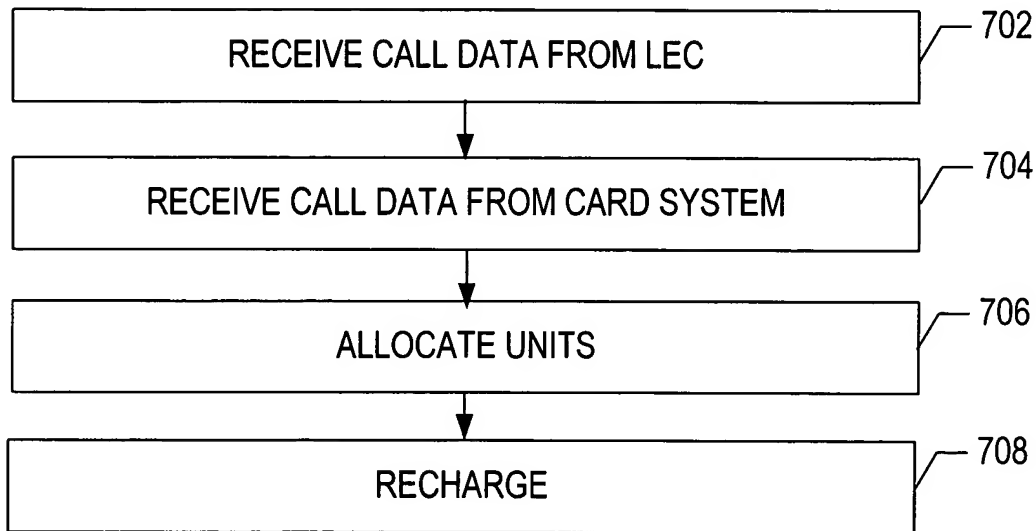 RECEIVE CALL DATA FROM LEC
702
RECEIVE CALL DATA FROM CARD SYSTEM
704
ALLOCATE UNITS
706
RECHARGE
708